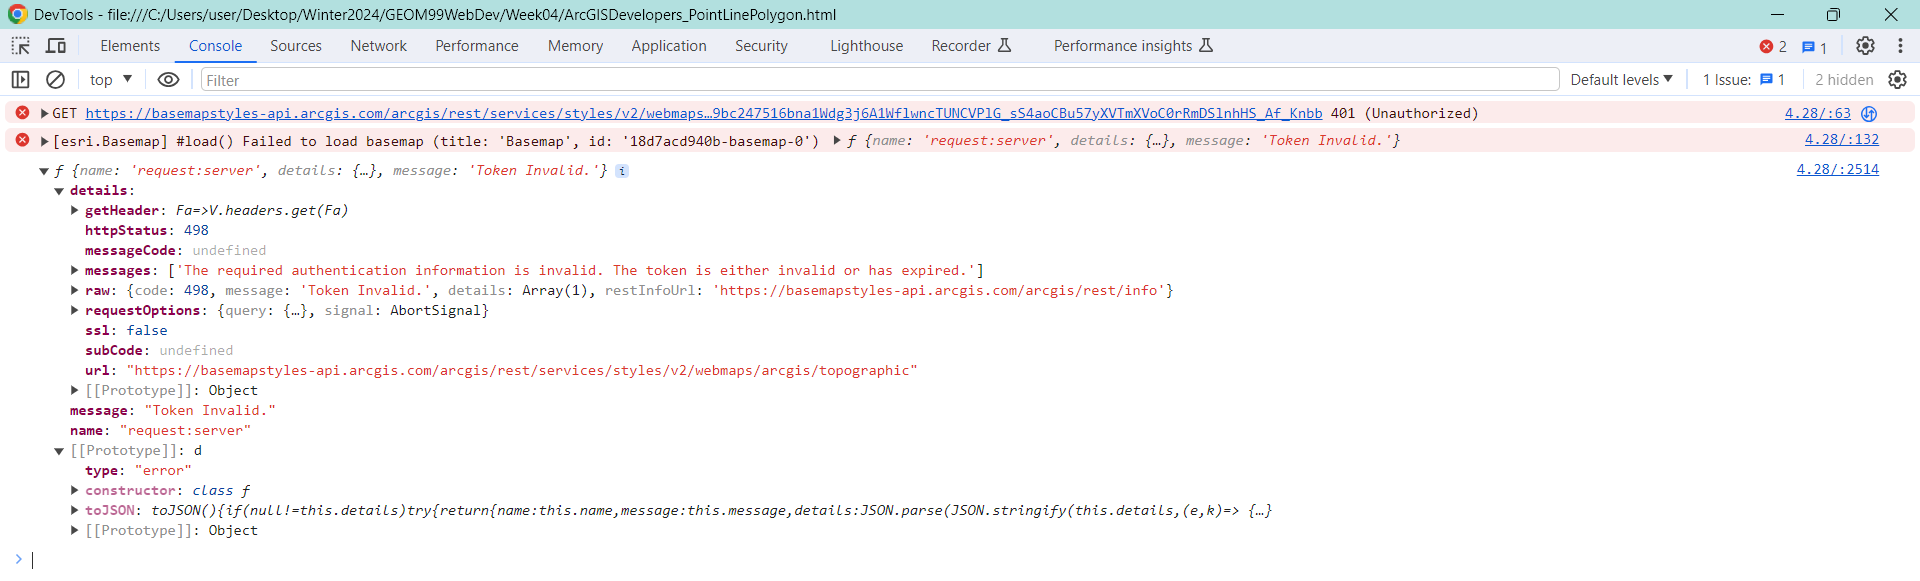 DevTools - file:///C:/Users/user/Desktop/Winter2024/GEOM99WebDev/Week04/ArcGISDevelopers_PointLinePolygon.html
Elements Console Sources Network Performance Memory Application Security Lighthouse Recorder Performance insights 2 1
top Filter Default levels 1 Issue: 1 2 hidden
GET https://basemapstyles-api.arcgis.com/arcgis/rest/services/styles/v2/webmaps…9bc247516bna1Wdg3j6A1WflwncTUNCVPlG_sS4aoCBu57yXVTmXVoC0rRmDSlnhHS_Af_Knbb 401 (Unauthorized) 4.28/:63
[esri.Basemap] #load() Failed to load basemap (title: 'Basemap', id: '18d7acd940b-basemap-0') ƒ {name: 'request:server', details: {…}, message: 'Token Invalid.'} 4.28/:132
ƒ {name: 'request:server', details: {…}, message: 'Token Invalid.'} i 4.28/:2514
details:
getHeader: Fa=>V.headers.get(Fa)
httpStatus: 498
messageCode: undefined
messages: ['The required authentication information is invalid. The token is either invalid or has expired.']
raw: {code: 498, message: 'Token Invalid.', details: Array(1), restInfoUrl: 'https://basemapstyles-api.arcgis.com/arcgis/rest/info'}
requestOptions: {query: {…}, signal: AbortSignal}
ssl: false
subCode: undefined
url: "https://basemapstyles-api.arcgis.com/arcgis/rest/services/styles/v2/webmaps/arcgis/topographic"
[[Prototype]]: Object
message: "Token Invalid."
name: "request:server"
[[Prototype]]: d
type: "error"
constructor: class ƒ
toJSON: toJSON(){if(null!=this.details)try{return{name:this.name,message:this.message,details:JSON.parse(JSON.stringify(this.details,(e,k)=> {…}
[[Prototype]]: Object